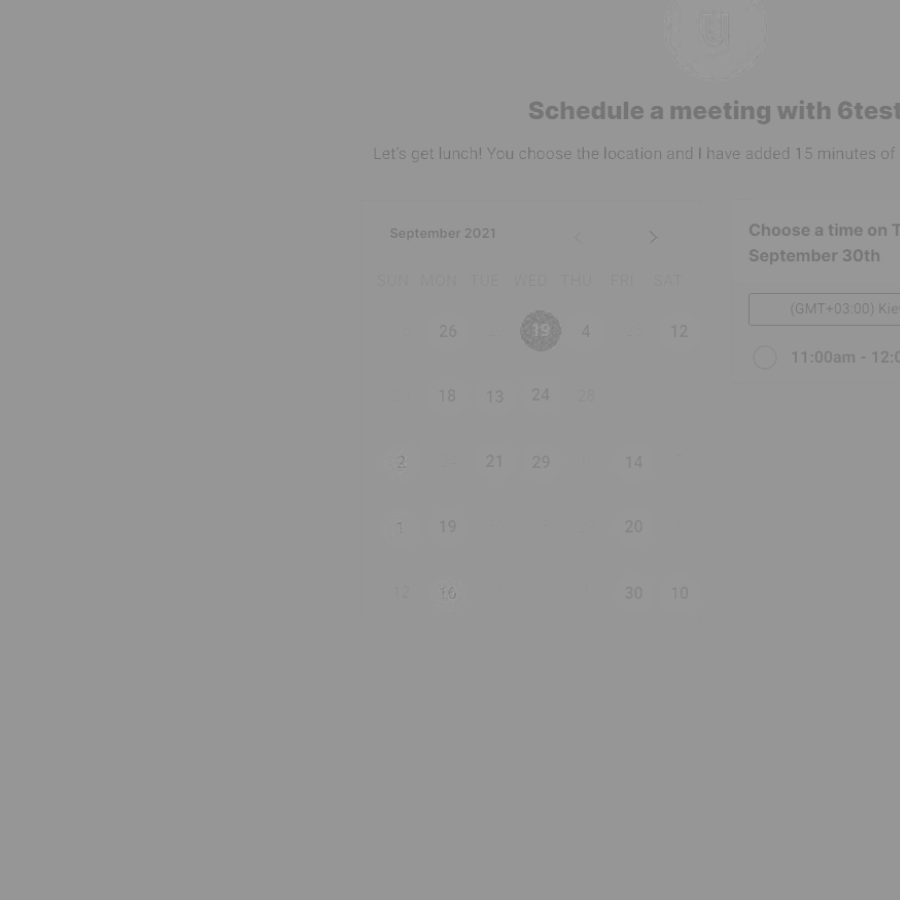 U
Schedule a meeting with 6test
Let's get lunch! You choose the location and I have added 15 minutes of
September 2021 < >
SUN MON TUE WED THU FRI SAT
26 19 4 12
18 13 24 28
2 21 29 14
1 19 20
12 16 30 10
Choose a time on T
September 30th
(GMT+03:00) Kie
11:00am - 12:0